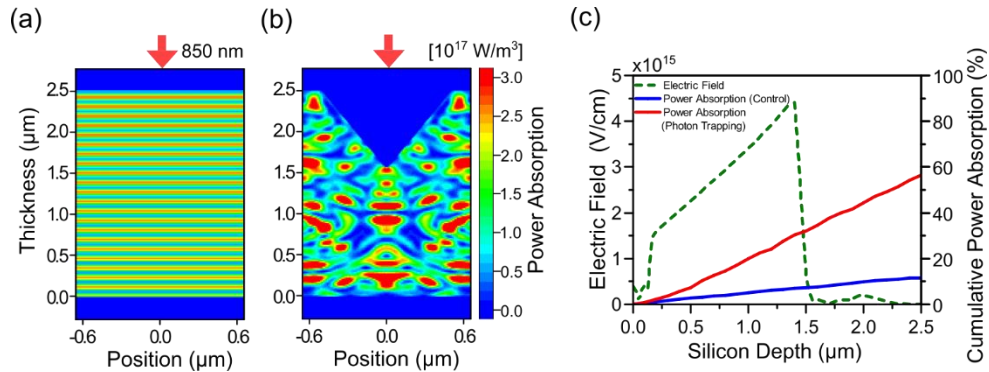 (a)
850 nm
Thickness (µm)
2.5
2.0
1.5
1.0
0.5
0.0
-0.6
0.0
0.6
Position (µm)
(b)
[10^17 W/m^3]
2.5
2.0
1.5
1.0
0.5
0.0
-0.6
0.0
0.6
Position (µm)
3.0
2.5
2.0
1.5
1.0
0.5
0.0
Power Absorption
(c)
x10^15
Electric Field (V/cm)
5
4
3
2
1
0
Electric Field
Power Absorption (Control)
Power Absorption
(Photon Trapping)
100
80
60
40
20
0
Cumulative Power Absorption (%)
0.0
0.5
1.0
1.5
2.0
2.5
Silicon Depth (µm)